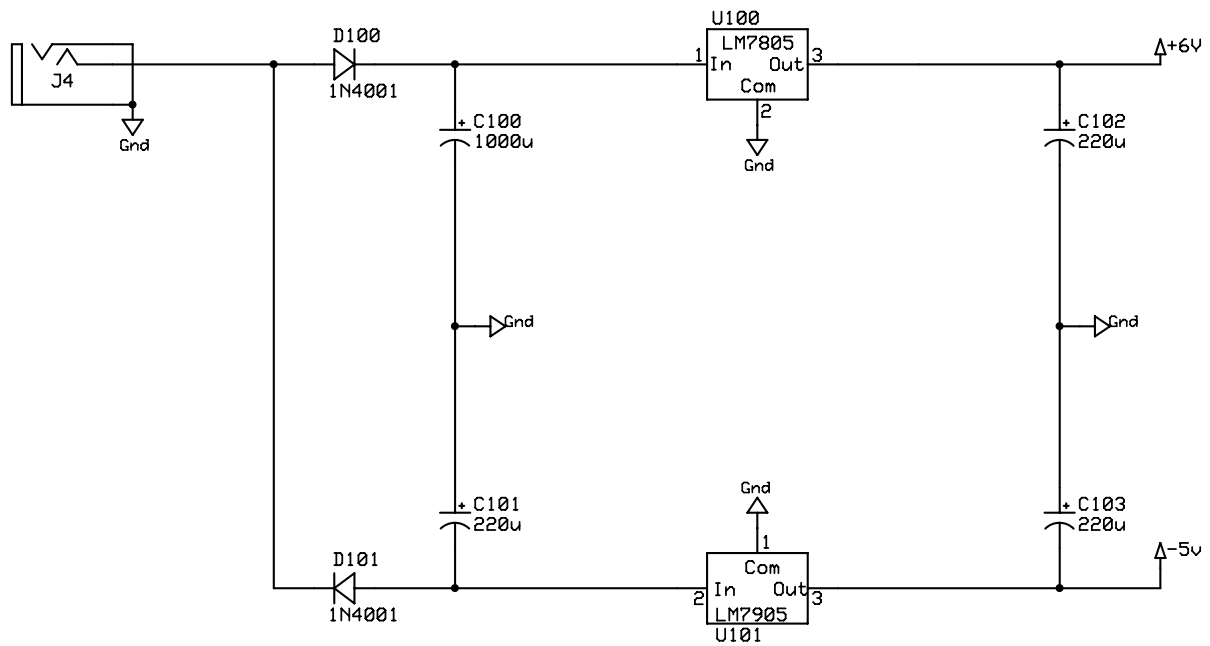 U100
D100
LM7805
+6V
1
In
Out
3
J4
1N4001
Com
2
C100
1000u
C102
220u
Gnd
Gnd
Gnd
Gnd
Gnd
C101
220u
C103
220u
1
D101
Com
-5v
In
Out
2
3
1N4001
LM7905
U101